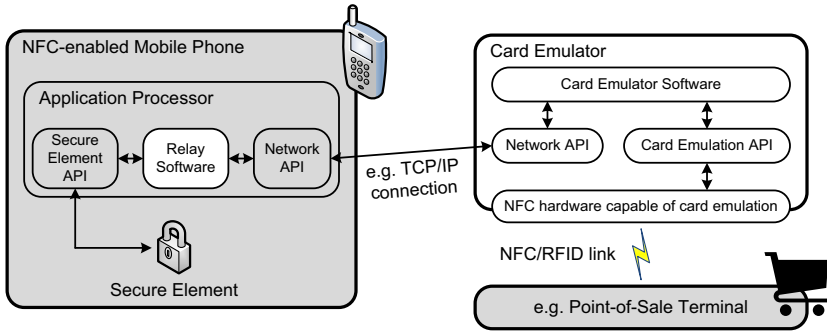 NFC-enabled Mobile Phone
Application Processor
Secure
Element
API
Relay
Software
Network
API
Secure Element
e.g. TCP/IP
connection
Card Emulator
Card Emulator Software
Network API
Card Emulation API
NFC hardware capable of card emulation
NFC/RFID link
e.g. Point-of-Sale Terminal